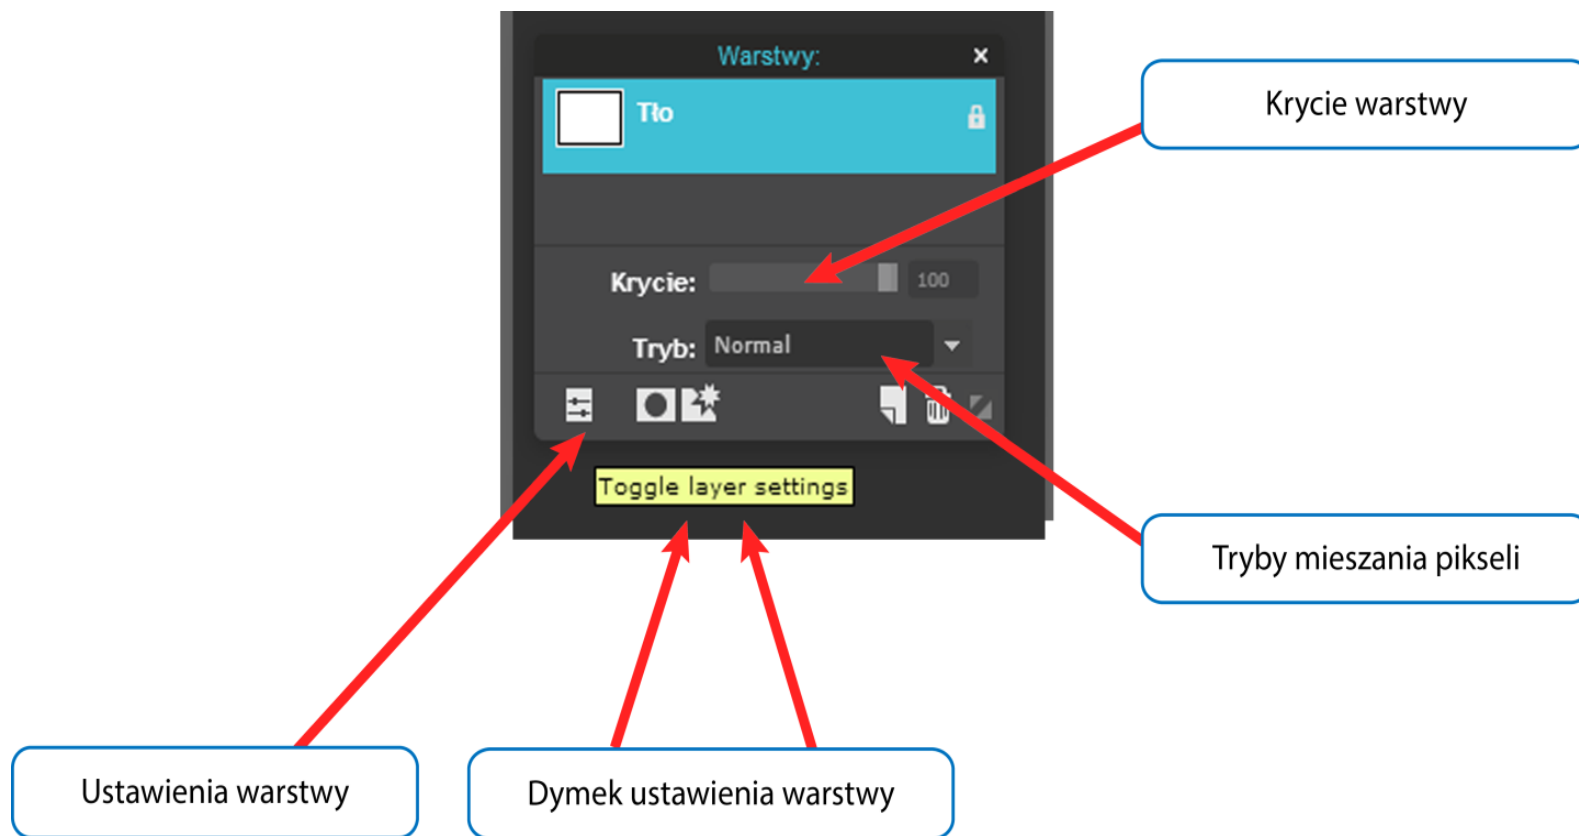 Warstwy:
Tło
Krycie warstwy
Krycie:
100
Tryb:
Normal
Toggle layer settings
Tryby mieszania pikseli
Ustawienia warstwy
Dymek ustawienia warstwy